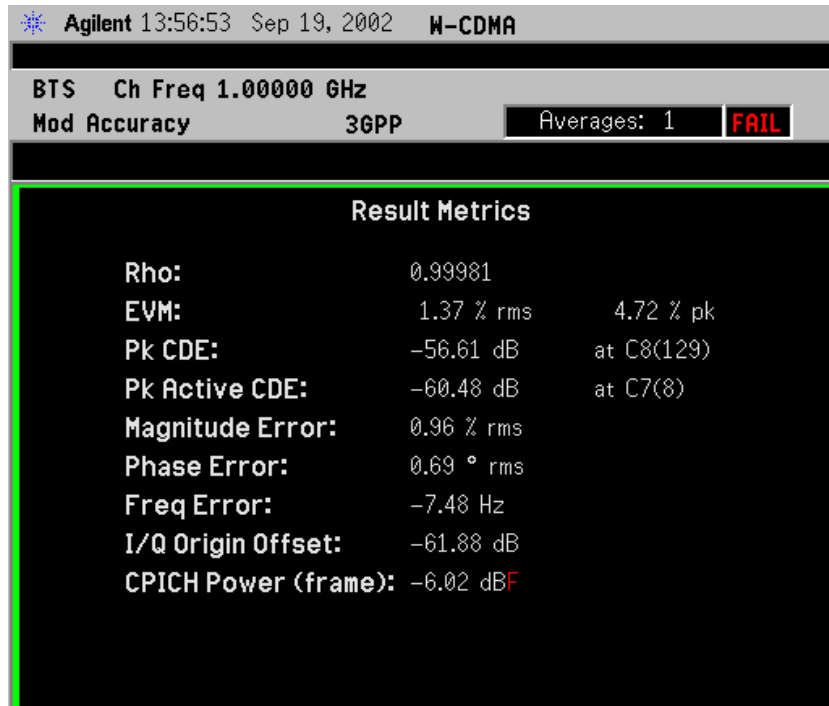 Agilent 13:56:53 Sep 19, 2002 W-CDMA
BTS Ch Freq 1.00000 GHz
Mod Accuracy 3GPP Averages: 1 FAIL
Result Metrics
Rho: 0.99981
EVM: 1.37 % rms 4.72 % pk
Pk CDE: -56.61 dB at C8(129)
Pk Active CDE: -60.48 dB at C7(8)
Magnitude Error: 0.96 % rms
Phase Error: 0.69 ° rms
Freq Error: -7.48 Hz
I/Q Origin Offset: -61.88 dB
CPICH Power (frame): -6.02 dBF